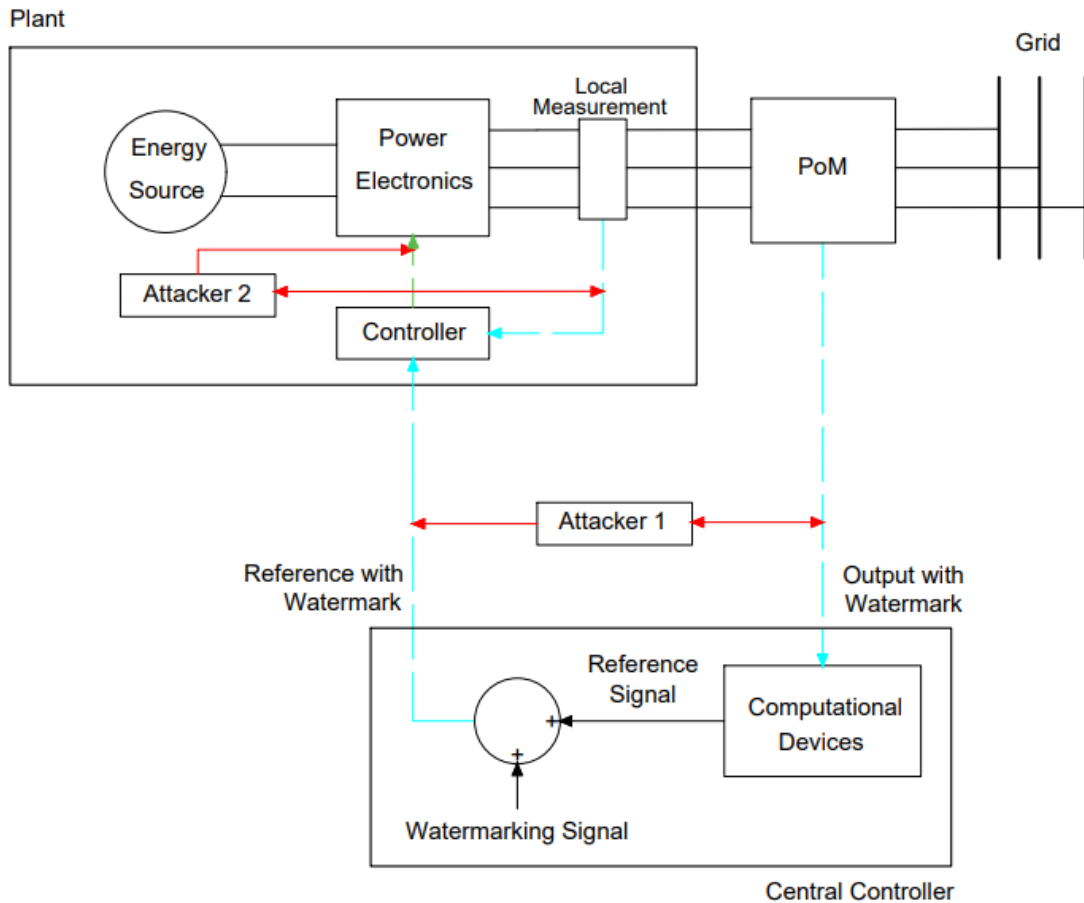 Plant
Grid
Local
Measurement
Energy
Source
Power
Electronics
PoM
Attacker 2
Controller
Attacker 1
Reference with
Watermark
Output with
Watermark
Reference
Signal
Computational
Devices
+
+
Watermarking Signal
Central Controller